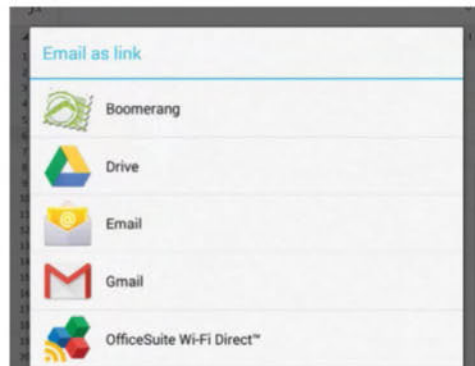 Email as link
Boomerang
Drive
Email
Gmail
OfficeSuite Wi-Fi Direct™